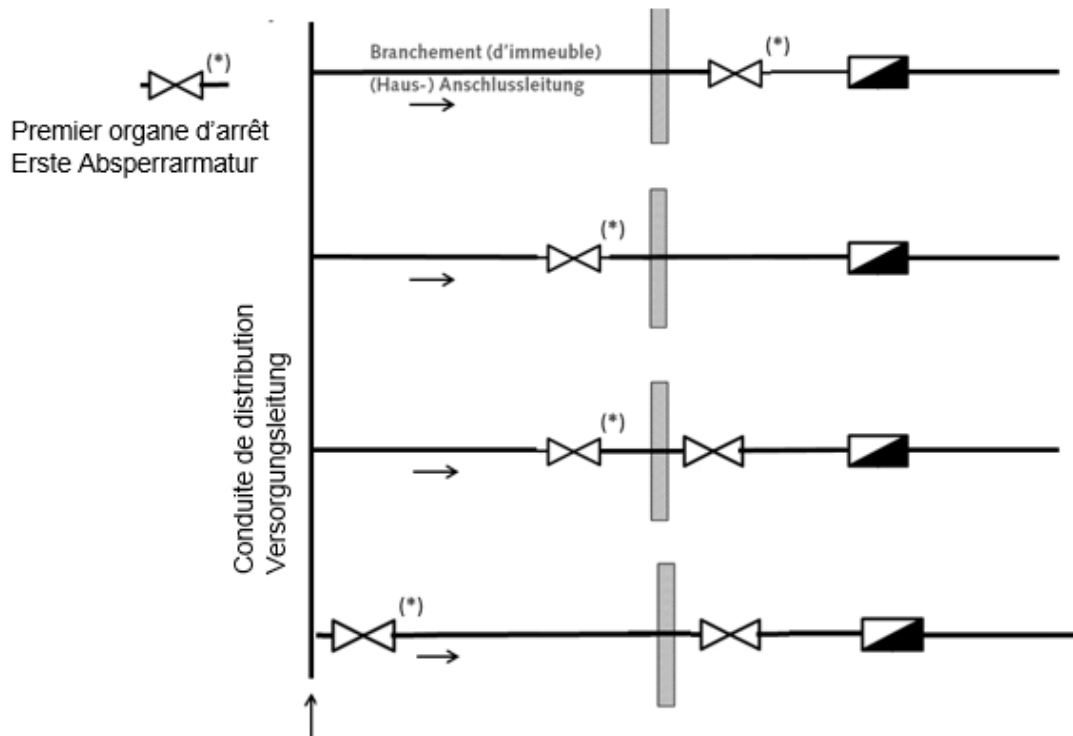 (*)
Premier organe d'arrêt
Erste Absperrarmatur
Branchement (d'immeuble)
(Haus-) Anschlussleitung
(*)
(*)
(*)
(*)
Conduite de distribution
Versorgungsleitung